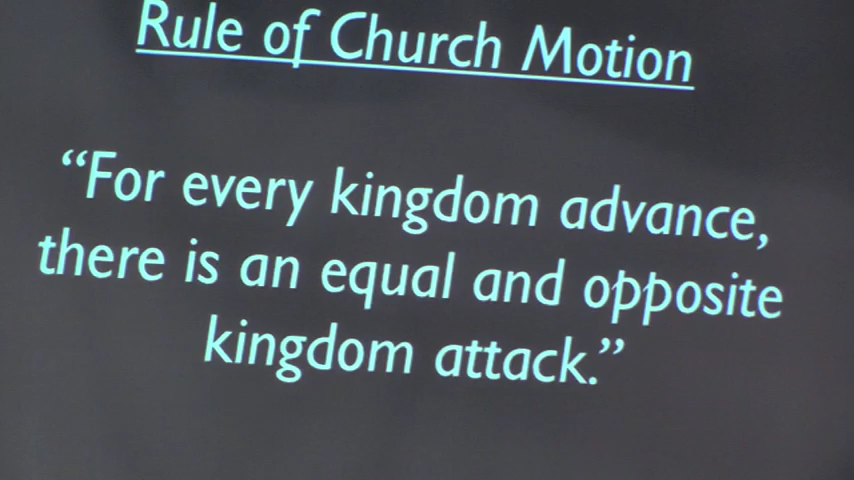 Rule of Church Motion
“For every kingdom advance,
there is an equal and opposite
kingdom attack.”